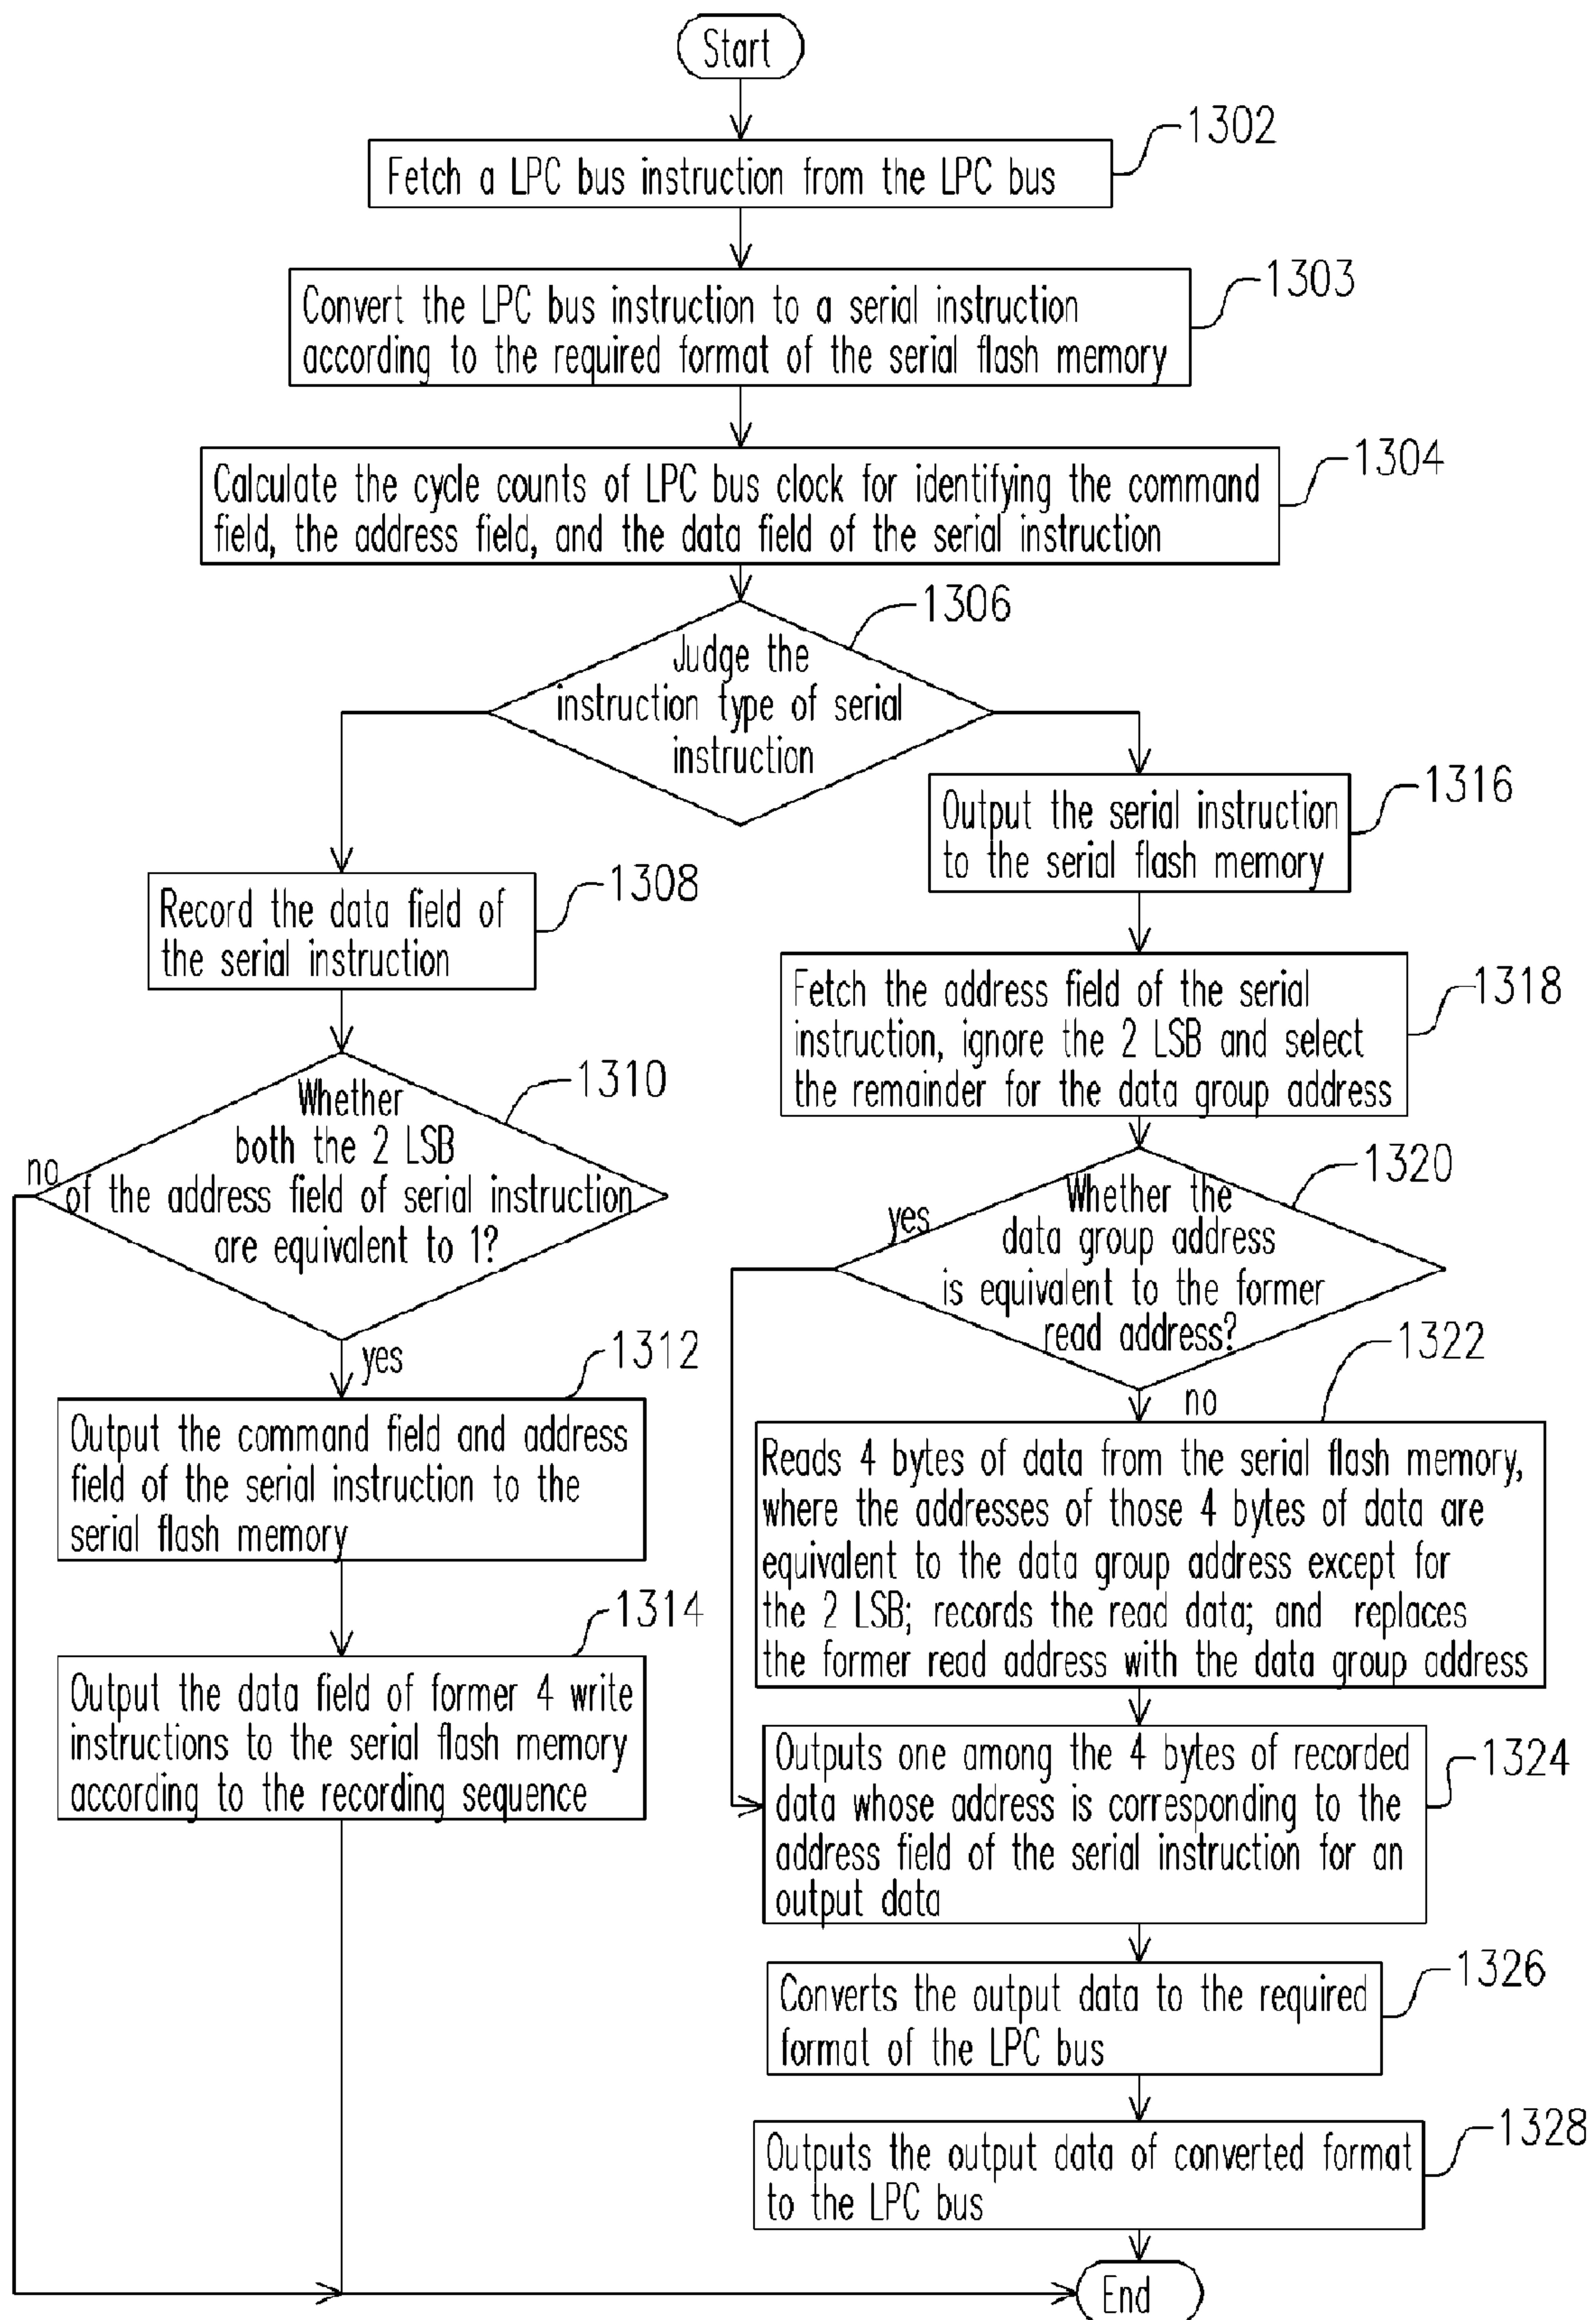 Start
1302
Fetch a LPC bus instruction from the LPC bus
1303
Convert the LPC bus instruction to a serial instruction
according to the required format of the serial flash memory
1304
Calculate the cycle counts of LPC bus clock for identifying the command
field, the address field, and the data field of the serial instruction
1306
Judge the
instruction type of serial
instruction
1316
Output the serial instruction
to the serial flash memory
1308
Record the data field of
the serial instruction
1318
Fetch the address field of the serial
instruction, ignore the 2 LSB and select
the remainder for the data group address
1310
Whether
both the 2 LSB
of the address field of serial instruction
are equivalent to 1?
no
yes
1320
Whether the
data group address
is equivalent to the former
read address?
yes
no
1312
Output the command field and address
field of the serial instruction to the
serial flash memory
1322
Reads 4 bytes of data from the serial flash memory,
where the addresses of those 4 bytes of data are
equivalent to the data group address except for
the 2 LSB; records the read data; and replaces
the former read address with the data group address
1314
Output the data field of former 4 write
instructions to the serial flash memory
according to the recording sequence
1324
Outputs one among the 4 bytes of recorded
data whose address is corresponding to the
address field of the serial instruction for an
output data
1326
Converts the output data to the required
format of the LPC bus
1328
Outputs the output data of converted format
to the LPC bus
End